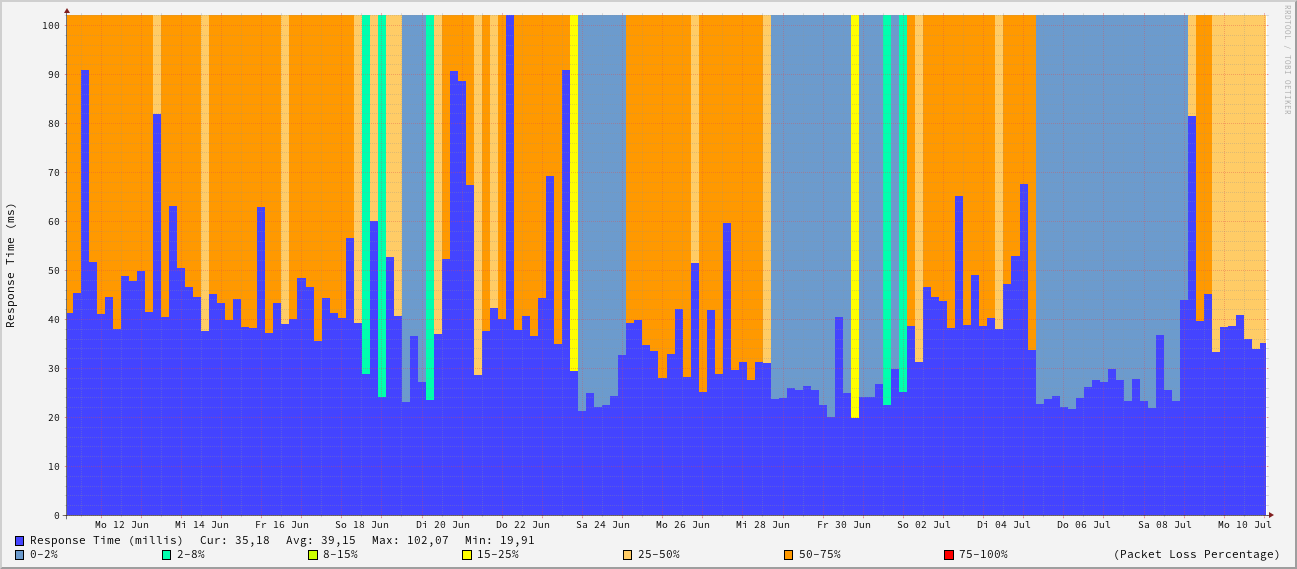 RRDTOOL / TOBI OETIKER
Response Time (ms)
100
90
80
70
60
50
40
30
20
10
0
Mo 12 Jun Mi 14 Jun Fr 16 Jun So 18 Jun Di 20 Jun Do 22 Jun Sa 24 Jun Mo 26 Jun Mi 28 Jun Fr 30 Jun So 02 Jul Di 04 Jul Do 06 Jul Sa 08 Jul Mo 10 Jul
Response Time (millis) Cur: 35,18 Avg: 39,15 Max: 102,07 Min: 19,91
0-2% 2-8% 8-15% 15-25% 25-50% 50-75% 75-100% (Packet Loss Percentage)